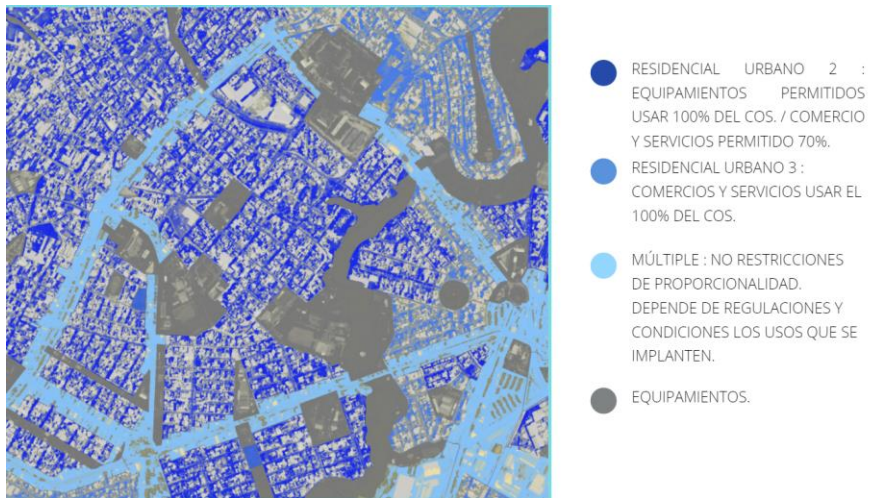 RESIDENCIAL URBANO 2 :
EQUIPAMIENTOS PERMITIDOS
USAR 100% DEL COS. / COMERCIO
Y SERVICIOS PERMITIDO 70%.
RESIDENCIAL URBANO 3 :
COMERCIOS Y SERVICIOS USAR EL
100% DEL COS.
MÚLTIPLE : NO RESTRICCIONES
DE PROPORCIONALIDAD.
DEPENDE DE REGULACIONES Y
CONDICIONES LOS USOS QUE SE
IMPLANTEN.
EQUIPAMIENTOS.